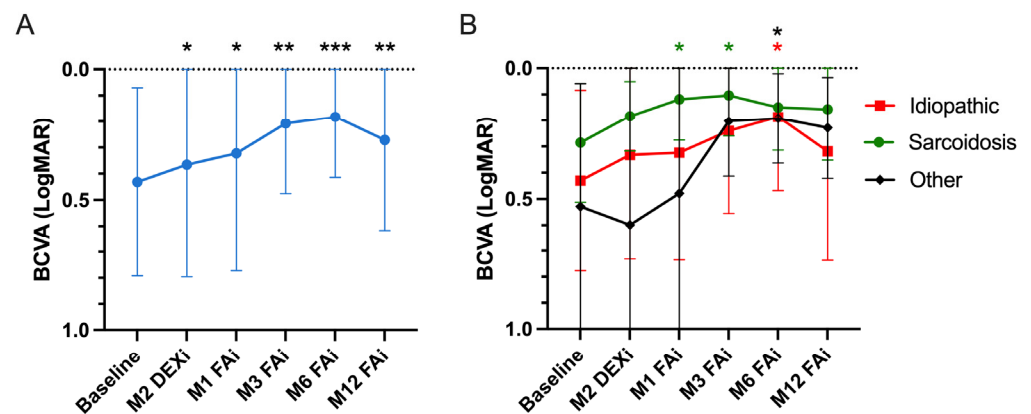 A
* * ** *** **
0.0
0.5
1.0
BCVA (LogMAR)
Baseline
M2 DEXi
M1 FAi
M3 FAi
M6 FAi
M12 FAi
B
*
* * *
0.0
0.5
1.0
BCVA (LogMAR)
Baseline
M2 DEXi
M1 FAi
M3 FAi
M6 FAi
M12 FAi
Idiopathic
Sarcoidosis
Other